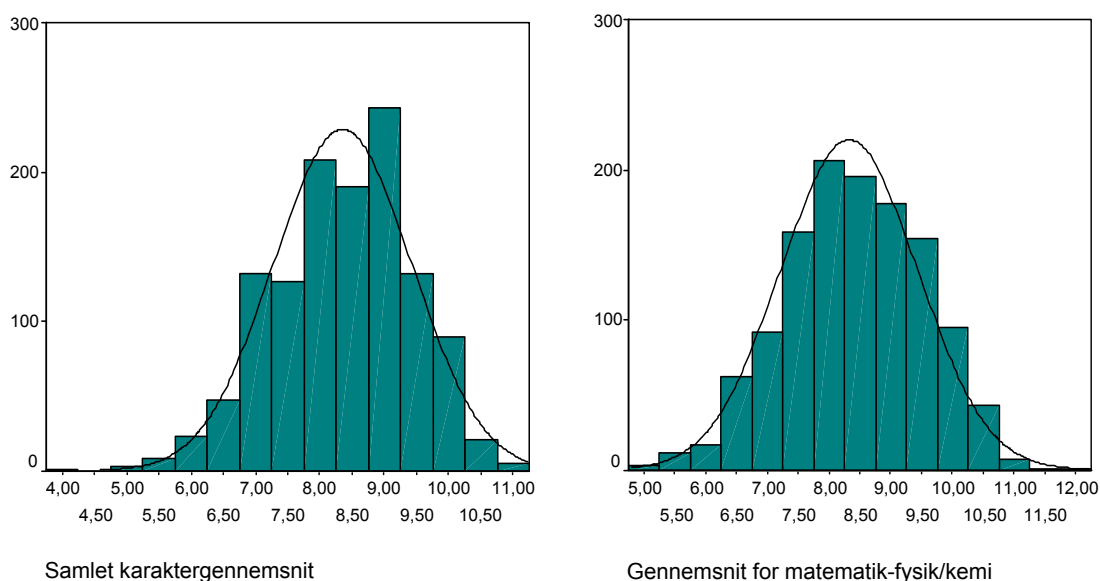 300
200
100
0
4,00 5,00 6,00 7,00 8,00 9,00 10,00 11,00
4,50 5,50 6,50 7,50 8,50 9,50 10,50
Samlet karaktergennemsnit
300
200
100
0
5,00 6,00 7,00 8,00 9,00 10,00 11,00 12,00
5,50 6,50 7,50 8,50 9,50 10,50 11,50
Gennemsnit for matematik-fysik/kemi